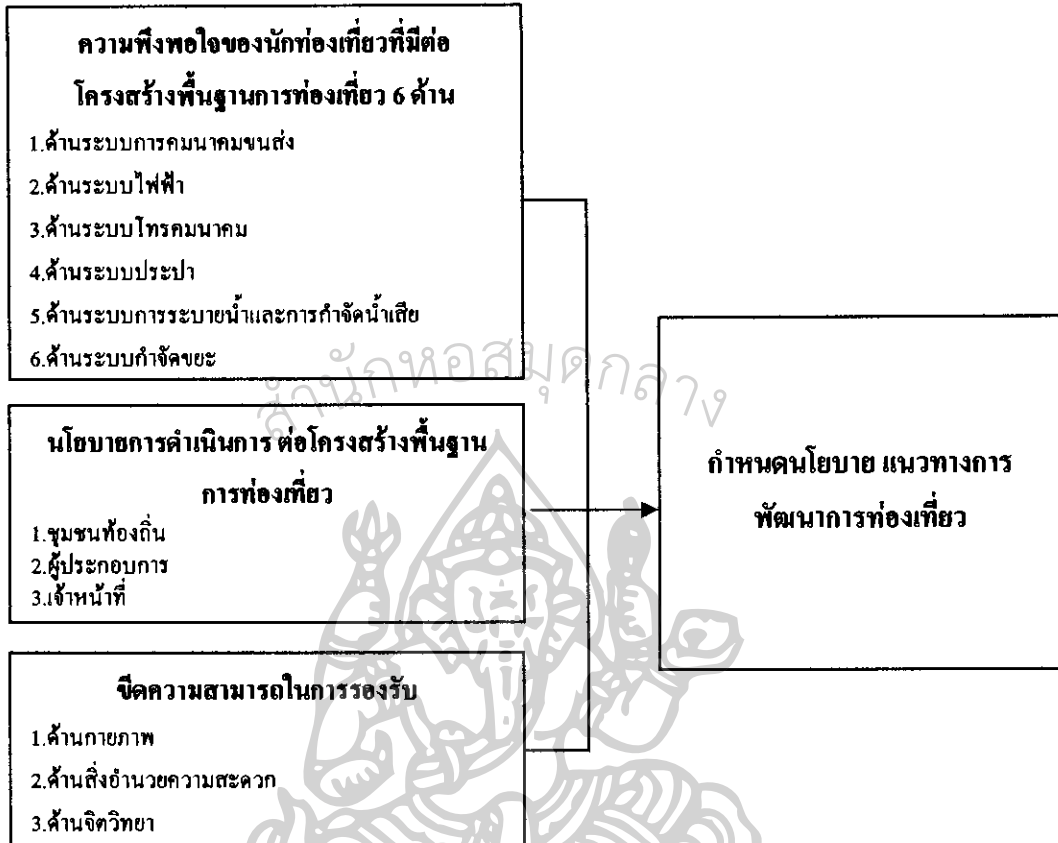 ความพึงพอใจของนักท่องเที่ยวที่มีต่อ
โครงสร้างพื้นฐานการท่องเที่ยว 6 ด้าน
1.ด้านระบบการคมนาคมขนส่ง
2.ด้านระบบไฟฟ้า
3.ด้านระบบโทรคมนาคม
4.ด้านระบบประปา
5.ด้านระบบการระบายน้ำและการกำจัดน้ำเสีย
6.ด้านระบบกำจัดขยะ
สำนักหอสมุดกลาง
นโยบายการดำเนินการ ต่อโครงสร้างพื้นฐาน
การท่องเที่ยว
1.ชุมชนท้องถิ่น
2.ผู้ประกอบการ
3.เจ้าหน้าที่
กำหนดนโยบาย แนวทางการ
พัฒนาการท่องเที่ยว
ขีดความสามารถในการรองรับ
1.ด้านกายภาพ
2.ด้านสิ่งอำนวยความสะดวก
3.ด้านจิตวิทยา